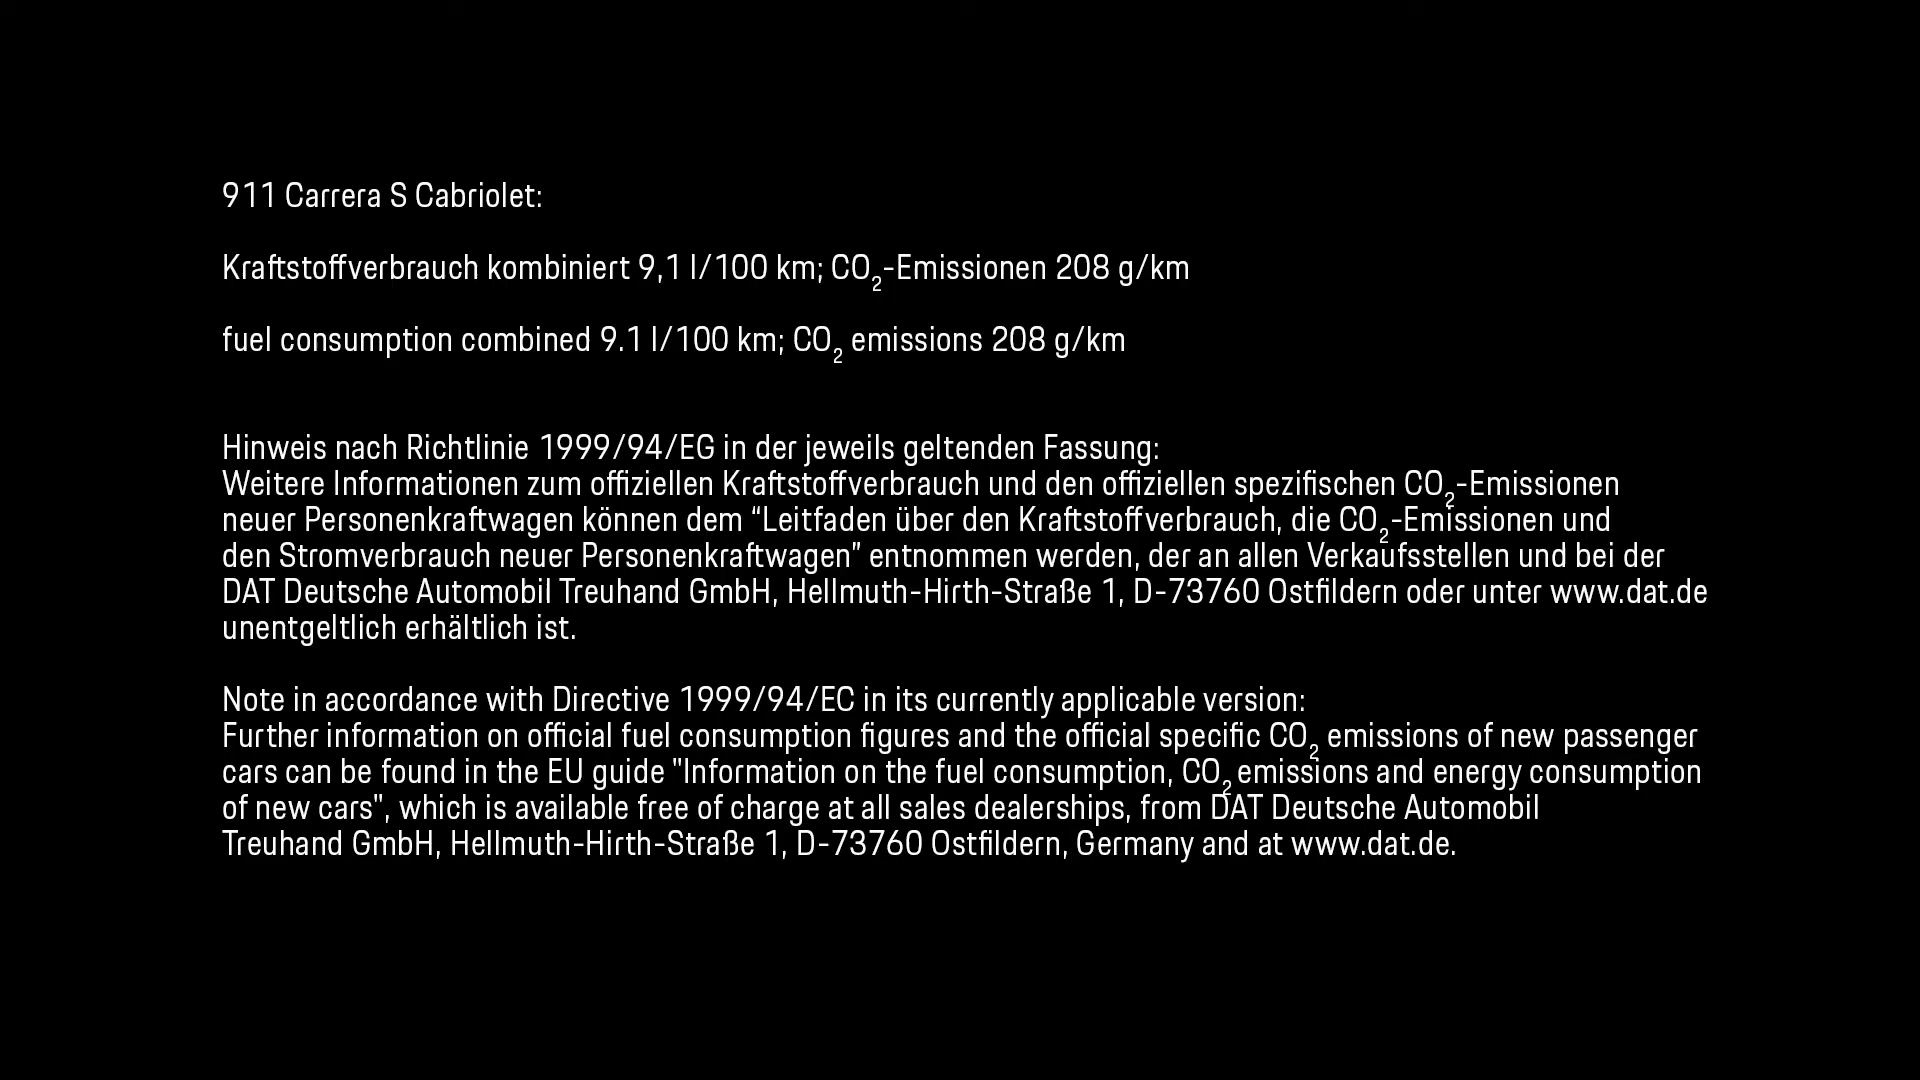 911 Carrera S Cabriolet:
Kraftstoffverbrauch kombiniert 9,1 l/100 km; CO₂-Emissionen 208 g/km
fuel consumption combined 9.1 l/100 km; CO₂ emissions 208 g/km
Hinweis nach Richtlinie 1999/94/EG in der jeweils geltenden Fassung:
Weitere Informationen zum offiziellen Kraftstoffverbrauch und den offiziellen spezifischen CO₂-Emissionen
neuer Personenkraftwagen können dem “Leitfaden über den Kraftstoffverbrauch, die CO₂-Emissionen und
den Stromverbrauch neuer Personenkraftwagen” entnommen werden, der an allen Verkaufsstellen und bei der
DAT Deutsche Automobil Treuhand GmbH, Hellmuth-Hirth-Straße 1, D-73760 Ostfildern oder unter www.dat.de
unentgeltlich erhältlich ist.
Note in accordance with Directive 1999/94/EC in its currently applicable version:
Further information on official fuel consumption figures and the official specific CO₂ emissions of new passenger
cars can be found in the EU guide "Information on the fuel consumption, CO₂ emissions and energy consumption
of new cars", which is available free of charge at all sales dealerships, from DAT Deutsche Automobil
Treuhand GmbH, Hellmuth-Hirth-Straße 1, D-73760 Ostfildern, Germany and at www.dat.de.